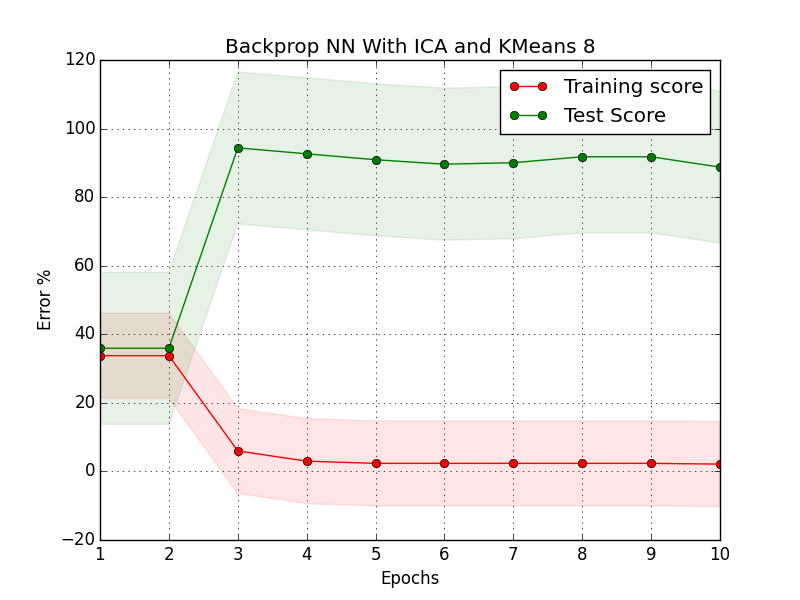 Backprop NN With ICA and KMeans 8
120
100
80
60
40
20
0
−20
Error %
Training score
Test Score
1 2 3 4 5 6 7 8 9 10
Epochs